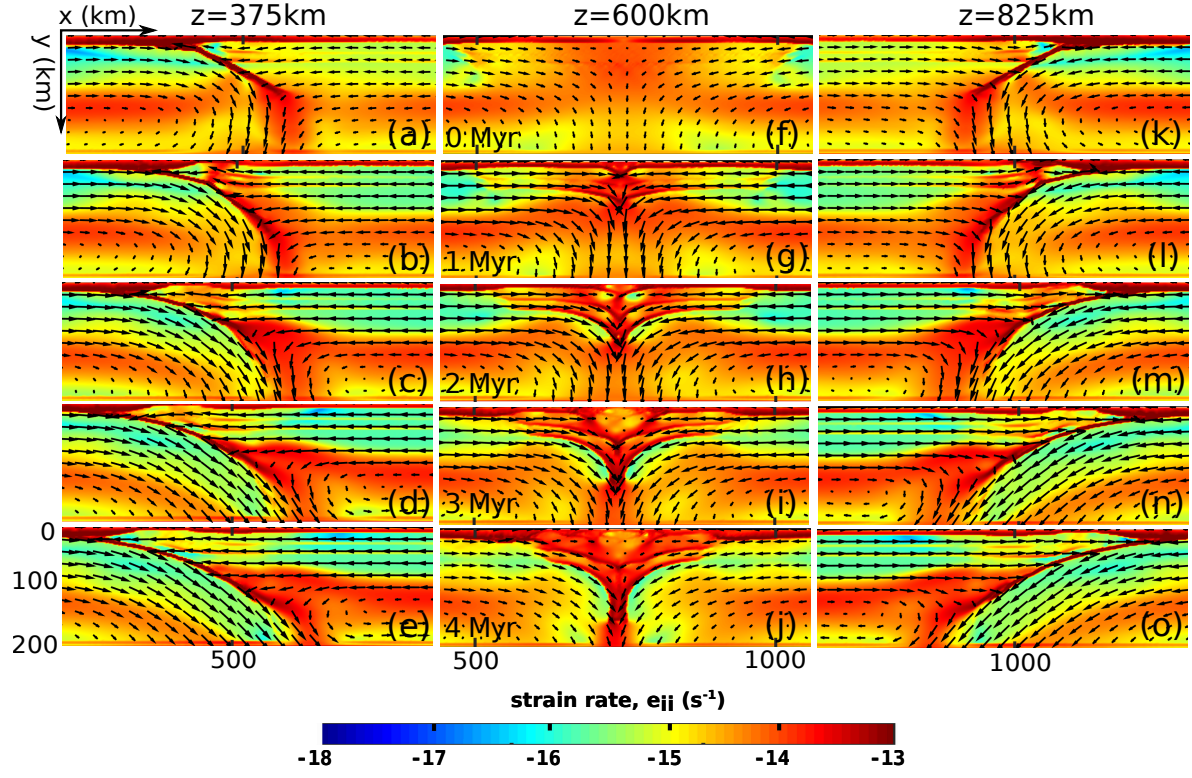 x (km) z=375km z=600km z=825km
y (km)
(a) 0 Myr (f) (k)
(b) 1 Myr (g) (l)
(c) 2 Myr (h) (m)
(d) 3 Myr (i) (n)
0
100
(e) 4 Myr (j) (o)
200
500 500 1000 1000
strain rate, eII (s-1)
-18 -17 -16 -15 -14 -13